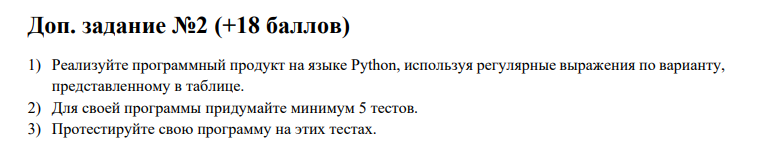 Доп. задание №2 (+18 баллов)
1) Реализуйте программный продукт на языке Python, используя регулярные выражения по варианту,
представленному в таблице.
2) Для своей программы придумайте минимум 5 тестов.
3) Протестируйте свою программу на этих тестах.